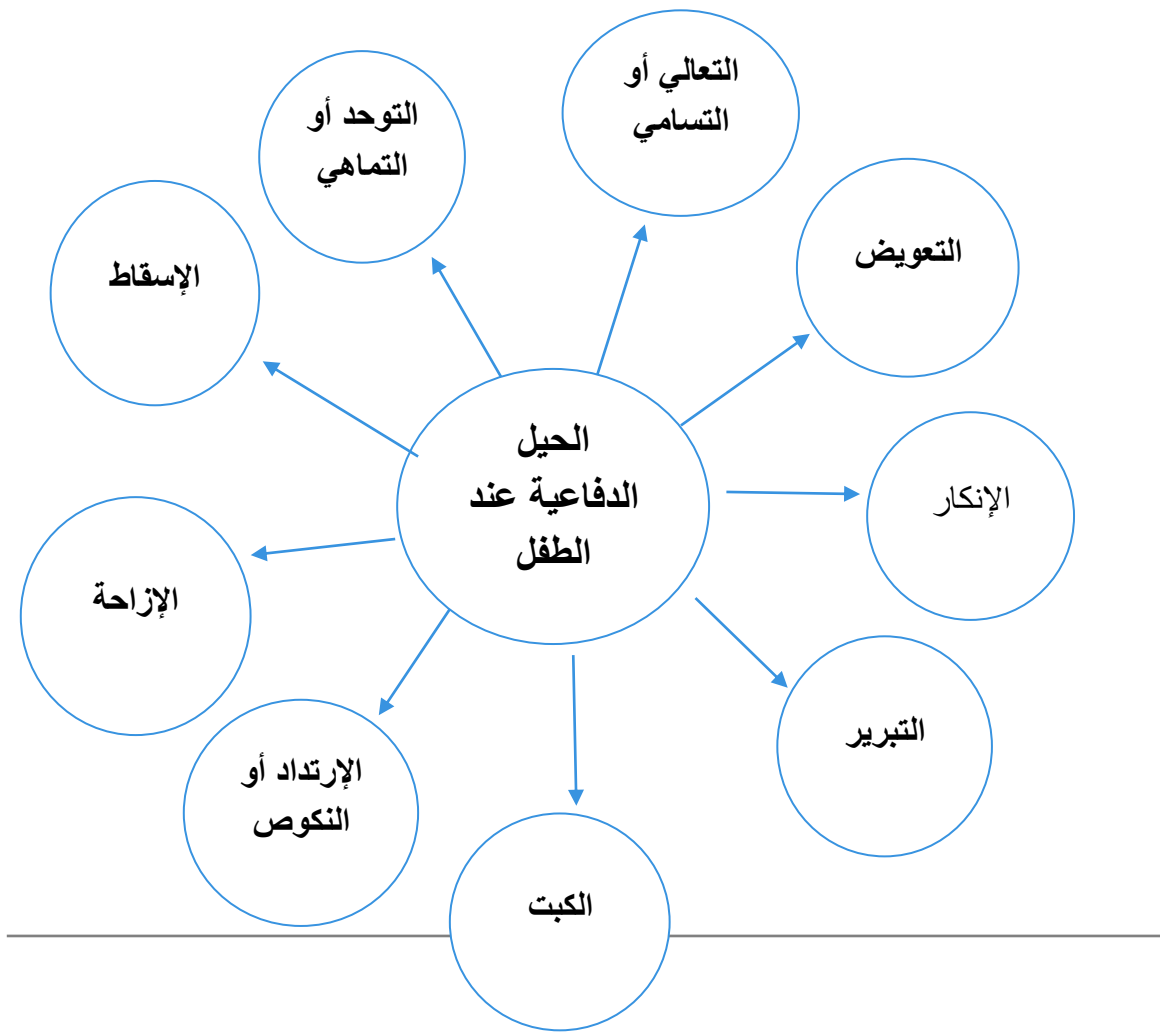 التعالي أو
التسامي
التوحد أو
التماهي
التعويض
الإسقاط
الحيل
الدفاعية عند
الطفل
الإنكار
الإزاحة
التبرير
الإرتداد أو
النكوص
الكبت